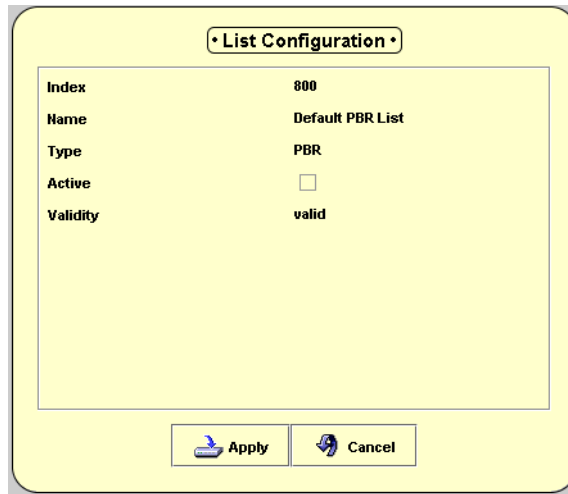 • List Configuration •
Index 800
Name Default PBR List
Type PBR
Active
Validity valid
Apply Cancel